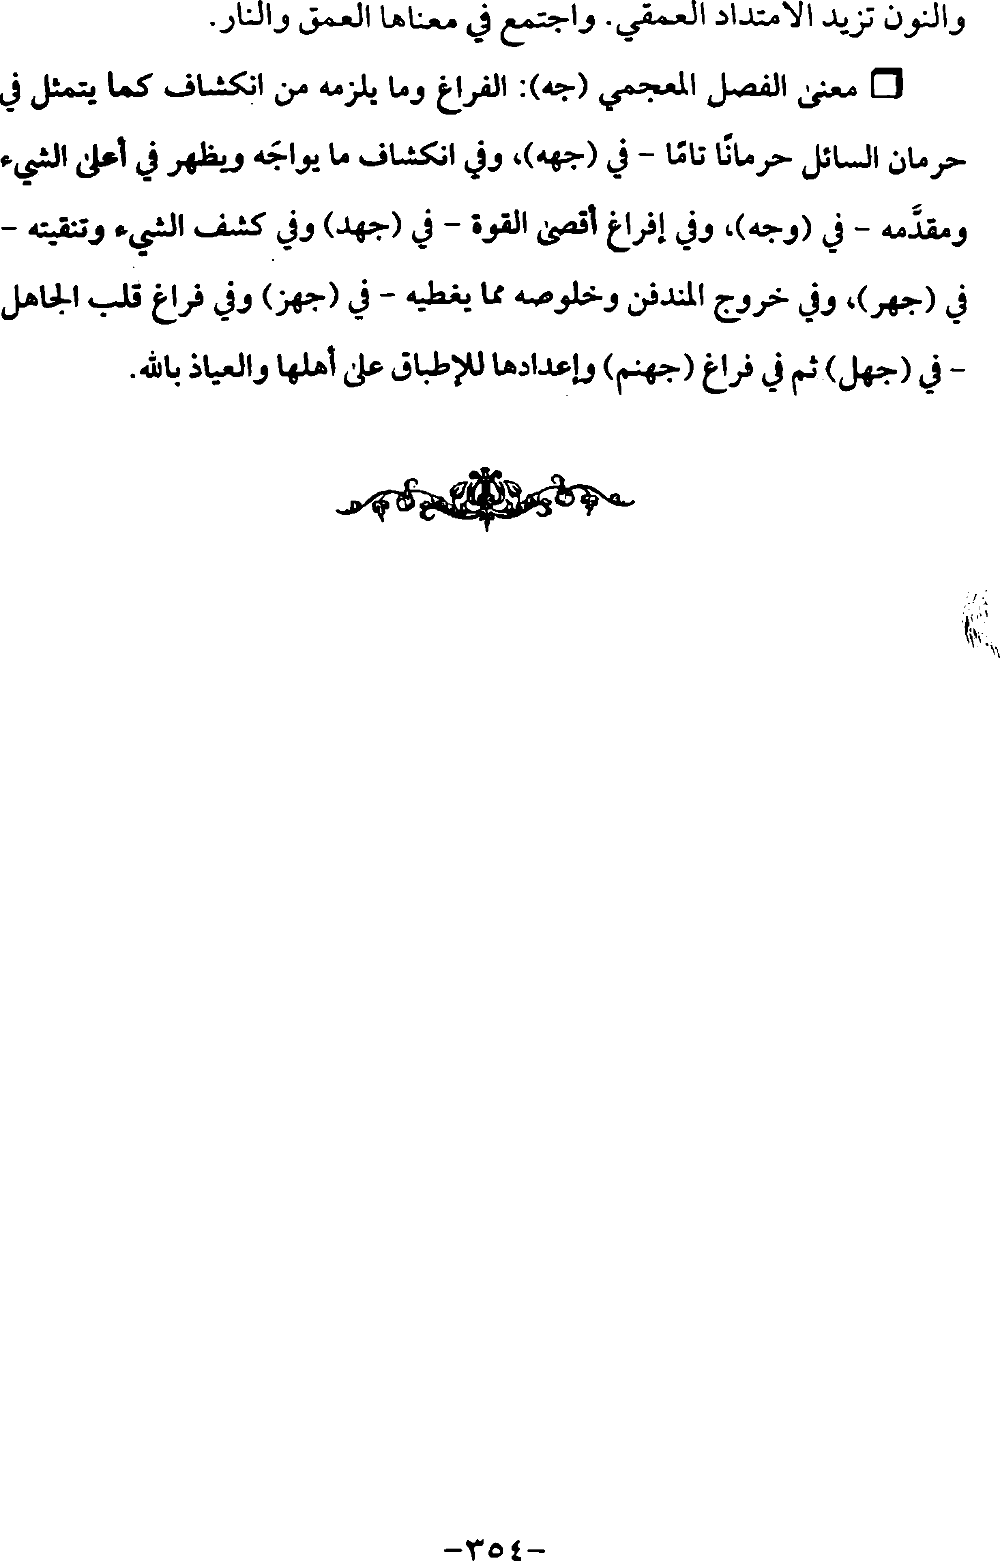 والنون تزيد الامتداد العمقي. واجتمع في معناها العمق والنار.
❒ معنى الفصل المعجمي (جه): الفراغ وما يلزمه من انكشاف كما يتمثل في
حرمان السائل حرمانًا تامًا - في (جهه)، وفي انكشاف ما يواجَه ويظهر في أعلى الشيء
ومقدَّمه - في (وجه)، وفي إفراغ أقصى القوة - في (جهد) وفي كشف الشيء وتنقيته -
في (جهر)، وفي خروج المندفن وخلوصه مما يغطيه - في (جهز) وفي فراغ قلب الجاهل
- في (جهل) ثم في فراغ (جهنم) وإعدادها للإطباق على أهلها والعياذ بالله.
-٣٥٤-